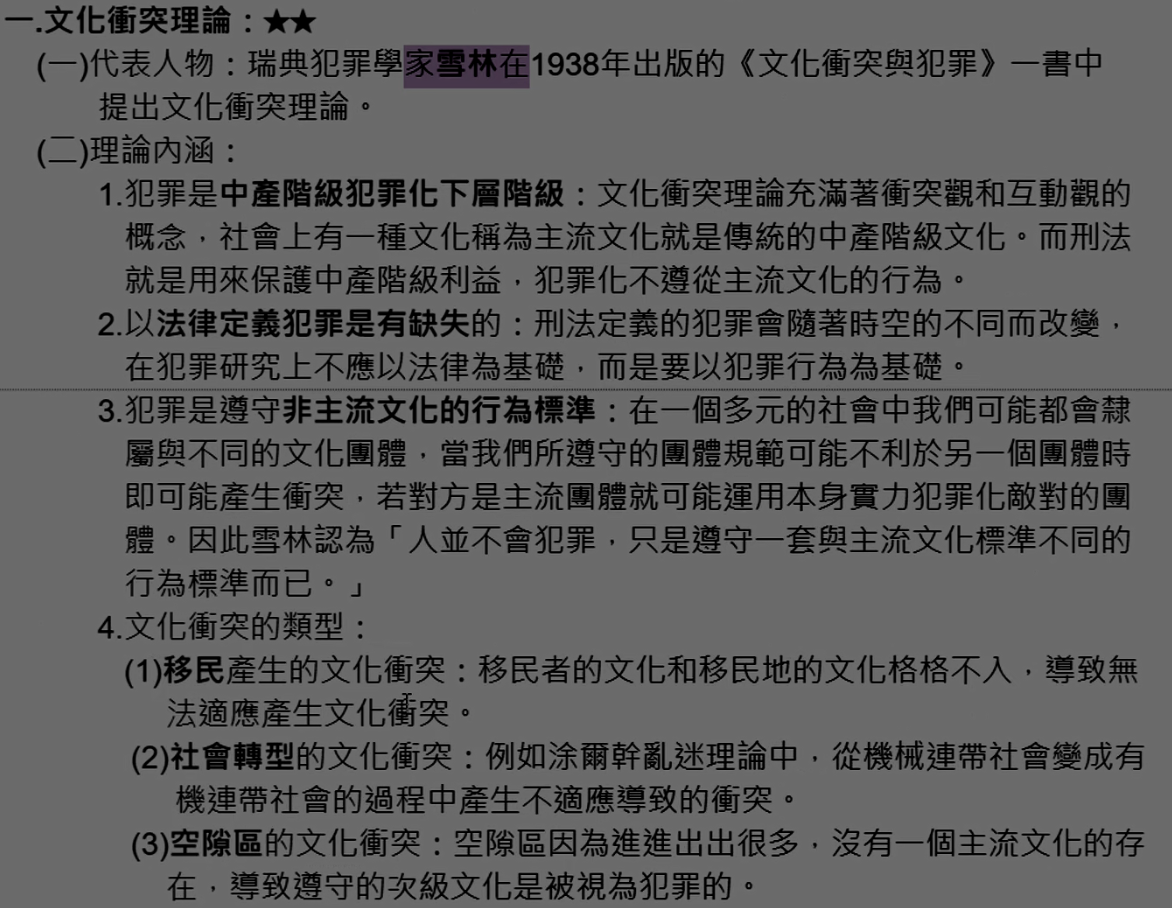 一.文化衝突理論：★★
(一)代表人物：瑞典犯罪學家雪林在1938年出版的《文化衝突與犯罪》一書中
提出文化衝突理論。
(二)理論內涵：
1.犯罪是中產階級犯罪化下層階級：文化衝突理論充滿著衝突觀和互動觀的
概念，社會上有一種文化稱為主流文化就是傳統的中產階級文化。而刑法
就是用來保護中產階級利益，犯罪化不遵從主流文化的行為。
2.以法律定義犯罪是有缺失的：刑法定義的犯罪會隨著時空的不同而改變，
在犯罪研究上不應以法律為基礎，而是要以犯罪行為為基礎。
3.犯罪是遵守非主流文化的行為標準：在一個多元的社會中我們可能都會隸
屬與不同的文化團體，當我們所遵守的團體規範可能不利於另一個團體時
即可能產生衝突，若對方是主流團體就可能運用本身實力犯罪化敵對的團
體。因此雪林認為「人並不會犯罪，只是遵守一套與主流文化標準不同的
行為標準而已。」
4.文化衝突的類型：
(1)移民產生的文化衝突：移民者的文化和移民地的文化格格不入，導致無
法適應產生文化衝突。
(2)社會轉型的文化衝突：例如涂爾幹亂迷理論中，從機械連帶社會變成有
機連帶社會的過程中產生不適應導致的衝突。
(3)空隙區的文化衝突：空隙區因為進進出出很多，沒有一個主流文化的存
在，導致遵守的次級文化是被視為犯罪的。